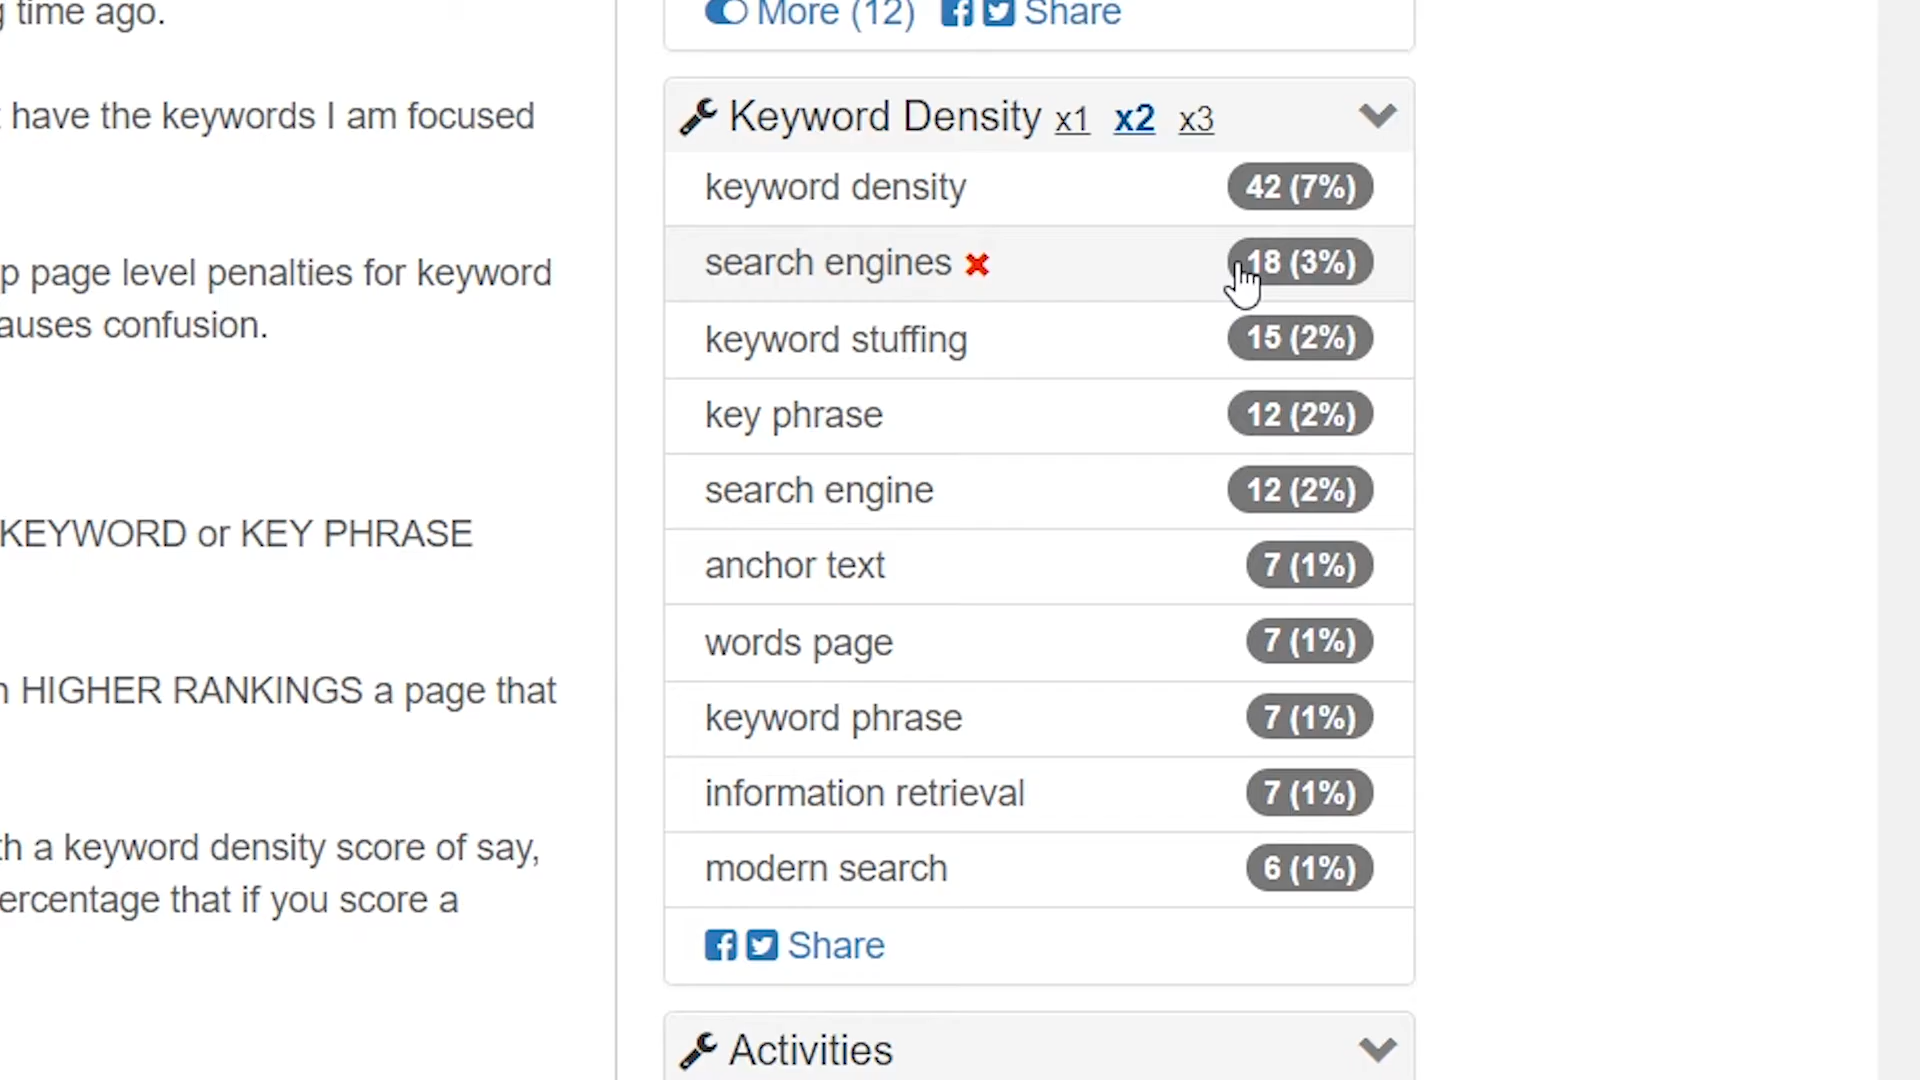 time ago.
have the keywords I am focused
page level penalties for keyword
auses confusion.
KEYWORD or KEY PHRASE
HIGHER RANKINGS a page that
th a keyword density score of say,
ercentage that if you score a
More (12) Share
Keyword Density x1 x2 x3
keyword density 42 (7%)
search engines 18 (3%)
keyword stuffing 15 (2%)
key phrase 12 (2%)
search engine 12 (2%)
anchor text 7 (1%)
words page 7 (1%)
keyword phrase 7 (1%)
information retrieval 7 (1%)
modern search 6 (1%)
Share
Activities